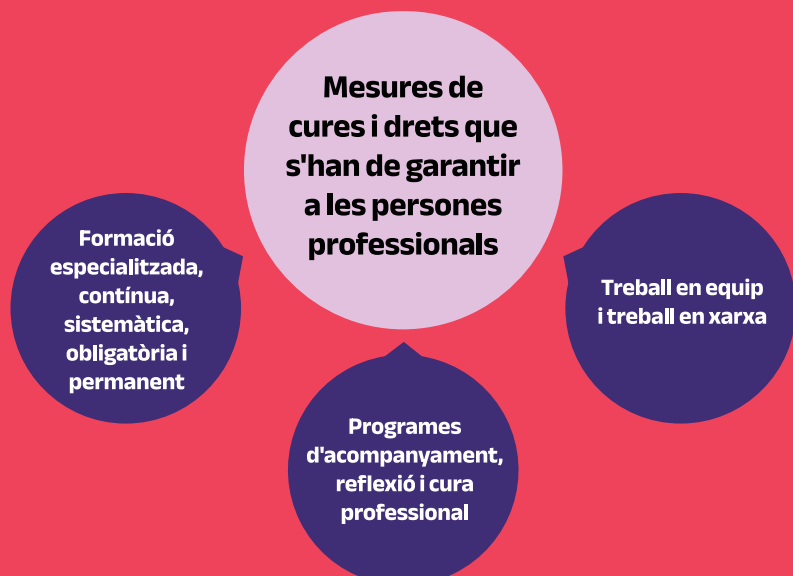 Mesures de
cures i drets que
s'han de garantir
a les persones
professionals
Formació
especialitzada,
contínua,
sistemàtica,
obligatòria i
permanent
Programes
d'acompanyament,
reflexió i cura
professional
Treball en equip
i treball en xarxa